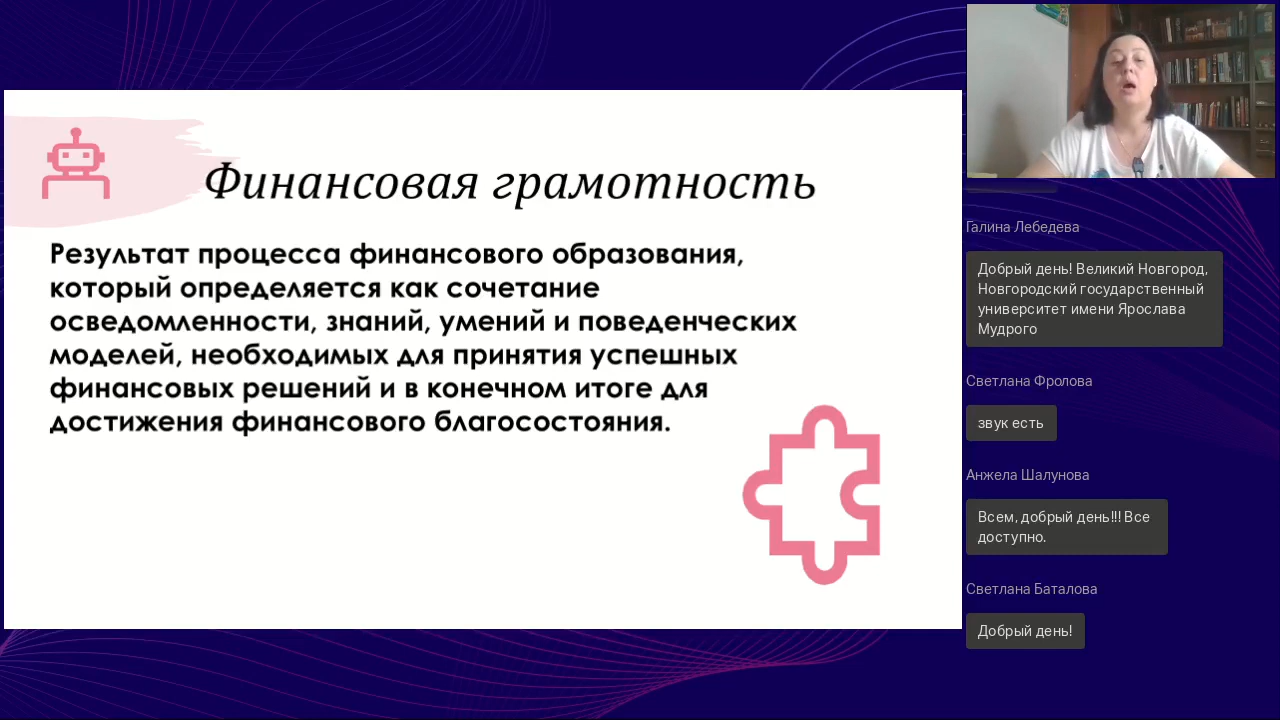 Финансовая грамотность
Результат процесса финансового образования,
который определяется как сочетание
осведомленности, знаний, умений и поведенческих
моделей, необходимых для принятия успешных
финансовых решений и в конечном итоге для
достижения финансового благосостояния.
Галина Лебедева
Добрый день! Великий Новгород,
Новгородский государственный
университет имени Ярослава
Мудрого
Светлана Фролова
звук есть
Анжела Шалунова
Всем, добрый день!!! Все
доступно.
Светлана Баталова
Добрый день!